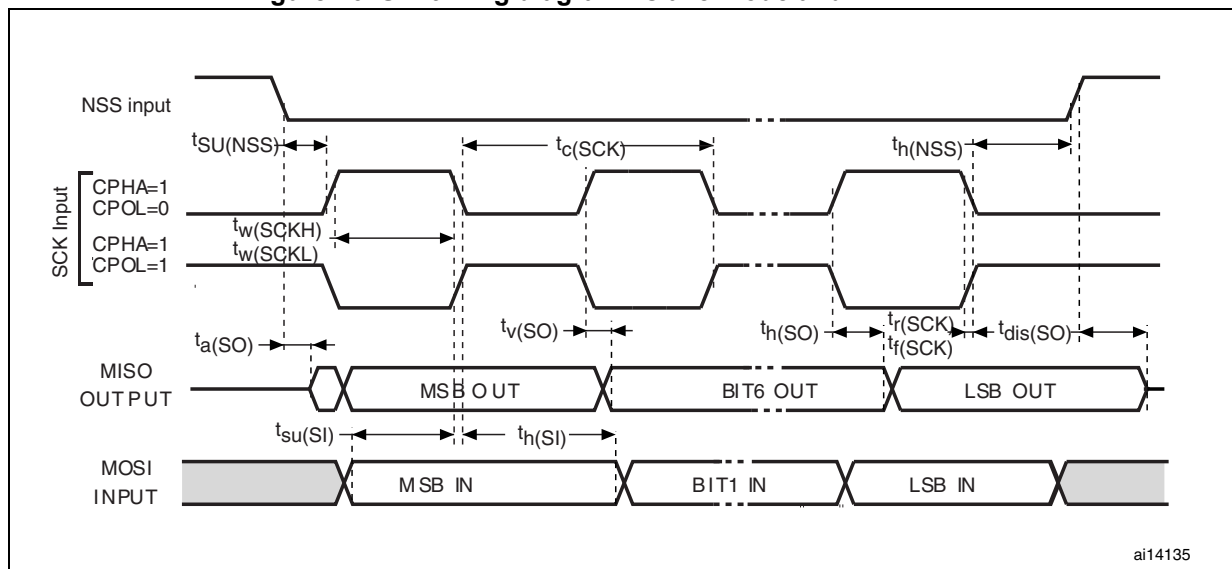 NSS input
tSU(NSS)
tc(SCK)
th(NSS)
SCK Input
CPHA=1
CPOL=0
tw(SCKH)
tw(SCKL)
CPHA=1
CPOL=1
ta(SO)
tv(SO)
th(SO)
tr(SCK)
tf(SCK)
tdis(SO)
MISO
OUTPUT
MSB OUT
BIT6 OUT
LSB OUT
tsu(SI)
th(SI)
MOSI
INPUT
MSB IN
BIT1 IN
LSB IN
ai14135